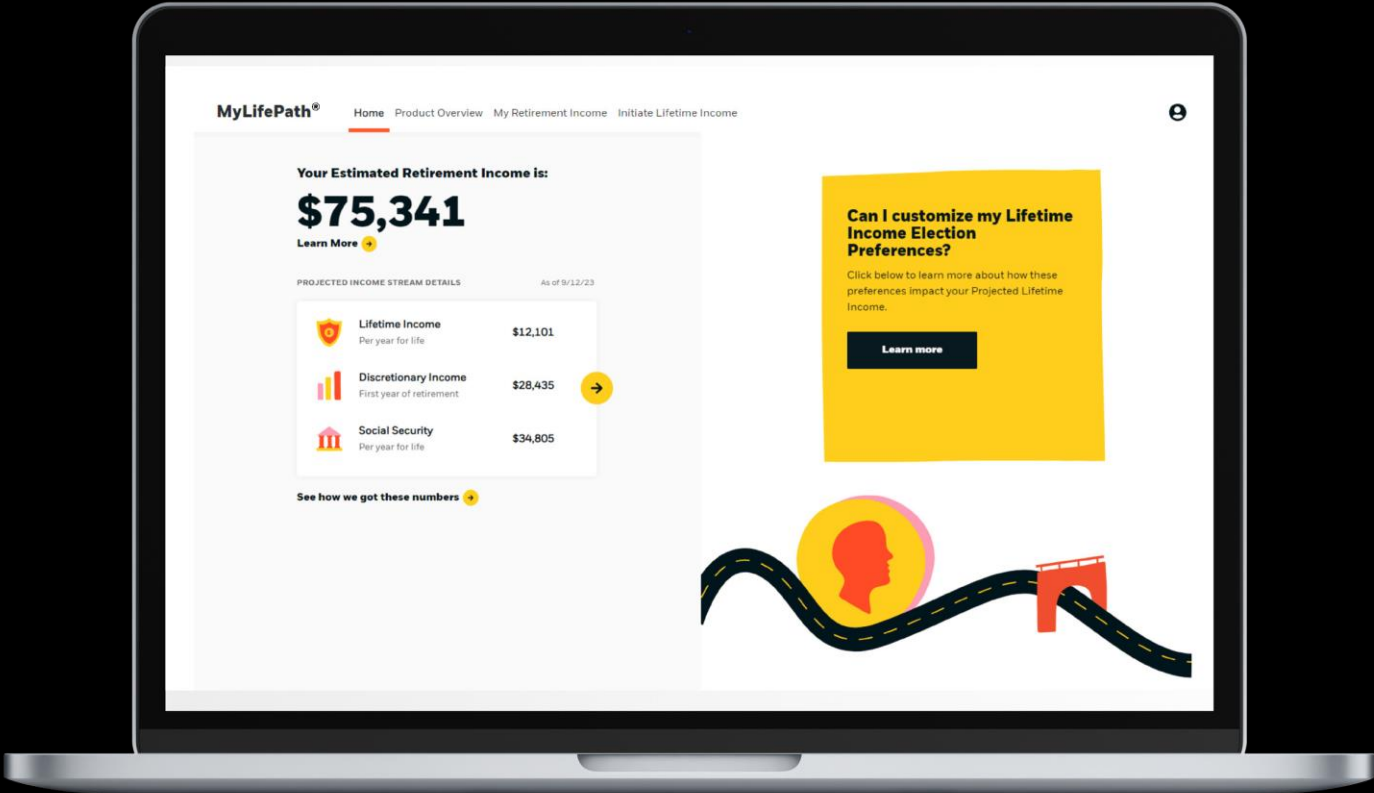 MyLifePath®
Home Product Overview My Retirement Income Initiate Lifetime Income
Your Estimated Retirement Income is:
$75,341
Learn More
PROJECTED INCOME STREAM DETAILS As of 9/12/23
Lifetime Income
Per year for life
$12,101
Discretionary Income
First year of retirement
$28,435
Social Security
Per year for life
$34,805
See how we got these numbers
Can I customize my Lifetime
Income Election
Preferences?
Click below to learn more about how these
preferences impact your Projected Lifetime
Income.
Learn more